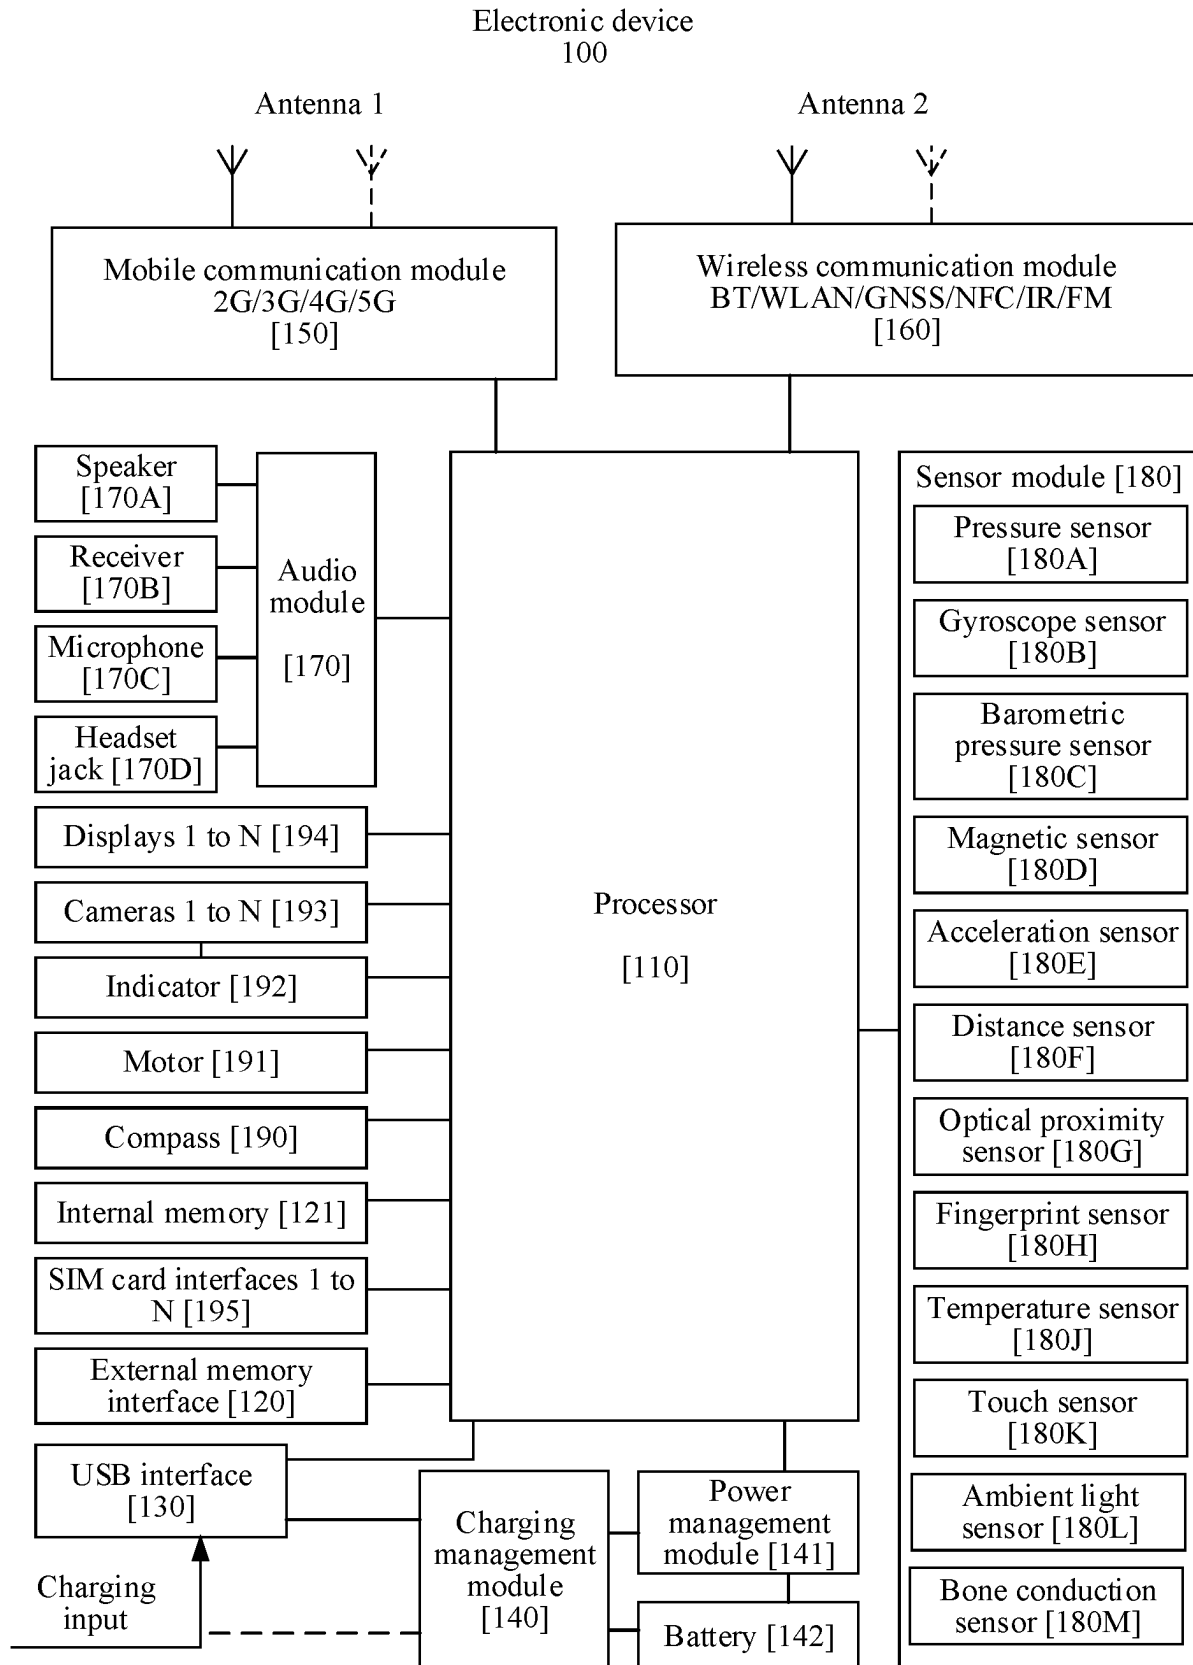 Electronic device
100
Antenna 1
Antenna 2
Mobile communication module
2G/3G/4G/5G
[150]
Wireless communication module
BT/WLAN/GNSS/NFC/IR/FM
[160]
Speaker
[170A]
Receiver
[170B]
Microphone
[170C]
Headset
jack [170D]
Audio
module
[170]
Displays 1 to N [194]
Cameras 1 to N [193]
Indicator [192]
Motor [191]
Compass [190]
Internal memory [121]
SIM card interfaces 1 to
N [195]
External memory
interface [120]
USB interface
[130]
Charging
input
Processor
[110]
Charging
management
module
[140]
Power
management
module [141]
Battery [142]
Sensor module [180]
Pressure sensor
[180A]
Gyroscope sensor
[180B]
Barometric
pressure sensor
[180C]
Magnetic sensor
[180D]
Acceleration sensor
[180E]
Distance sensor
[180F]
Optical proximity
sensor [180G]
Fingerprint sensor
[180H]
Temperature sensor
[180J]
Touch sensor
[180K]
Ambient light
sensor [180L]
Bone conduction
sensor [180M]